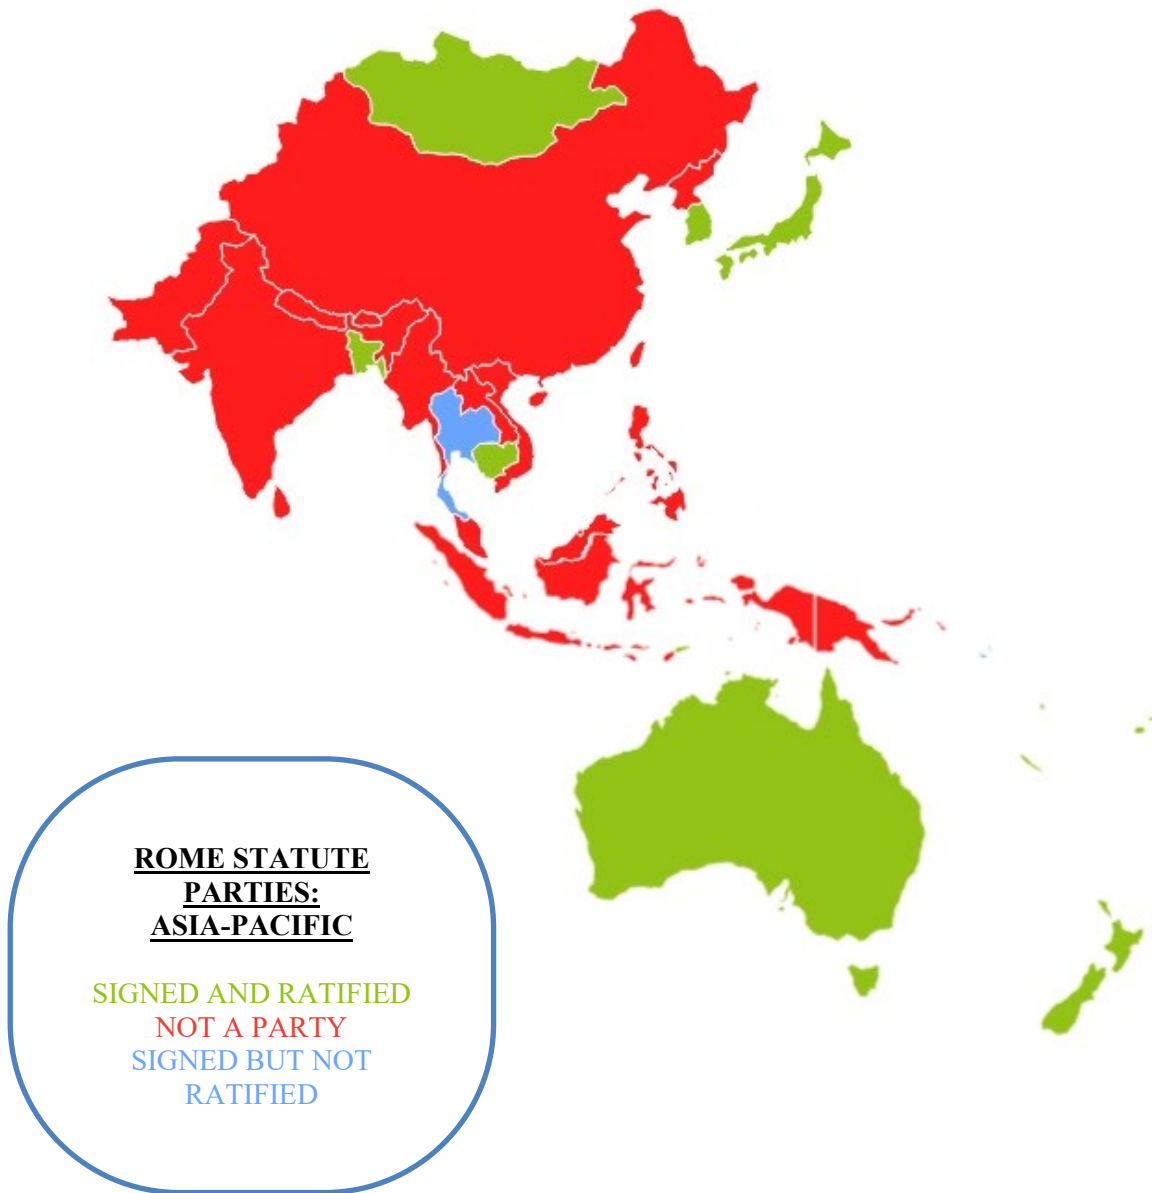 ROME STATUTE
PARTIES:
ASIA-PACIFIC
SIGNED AND RATIFIED
NOT A PARTY
SIGNED BUT NOT
RATIFIED